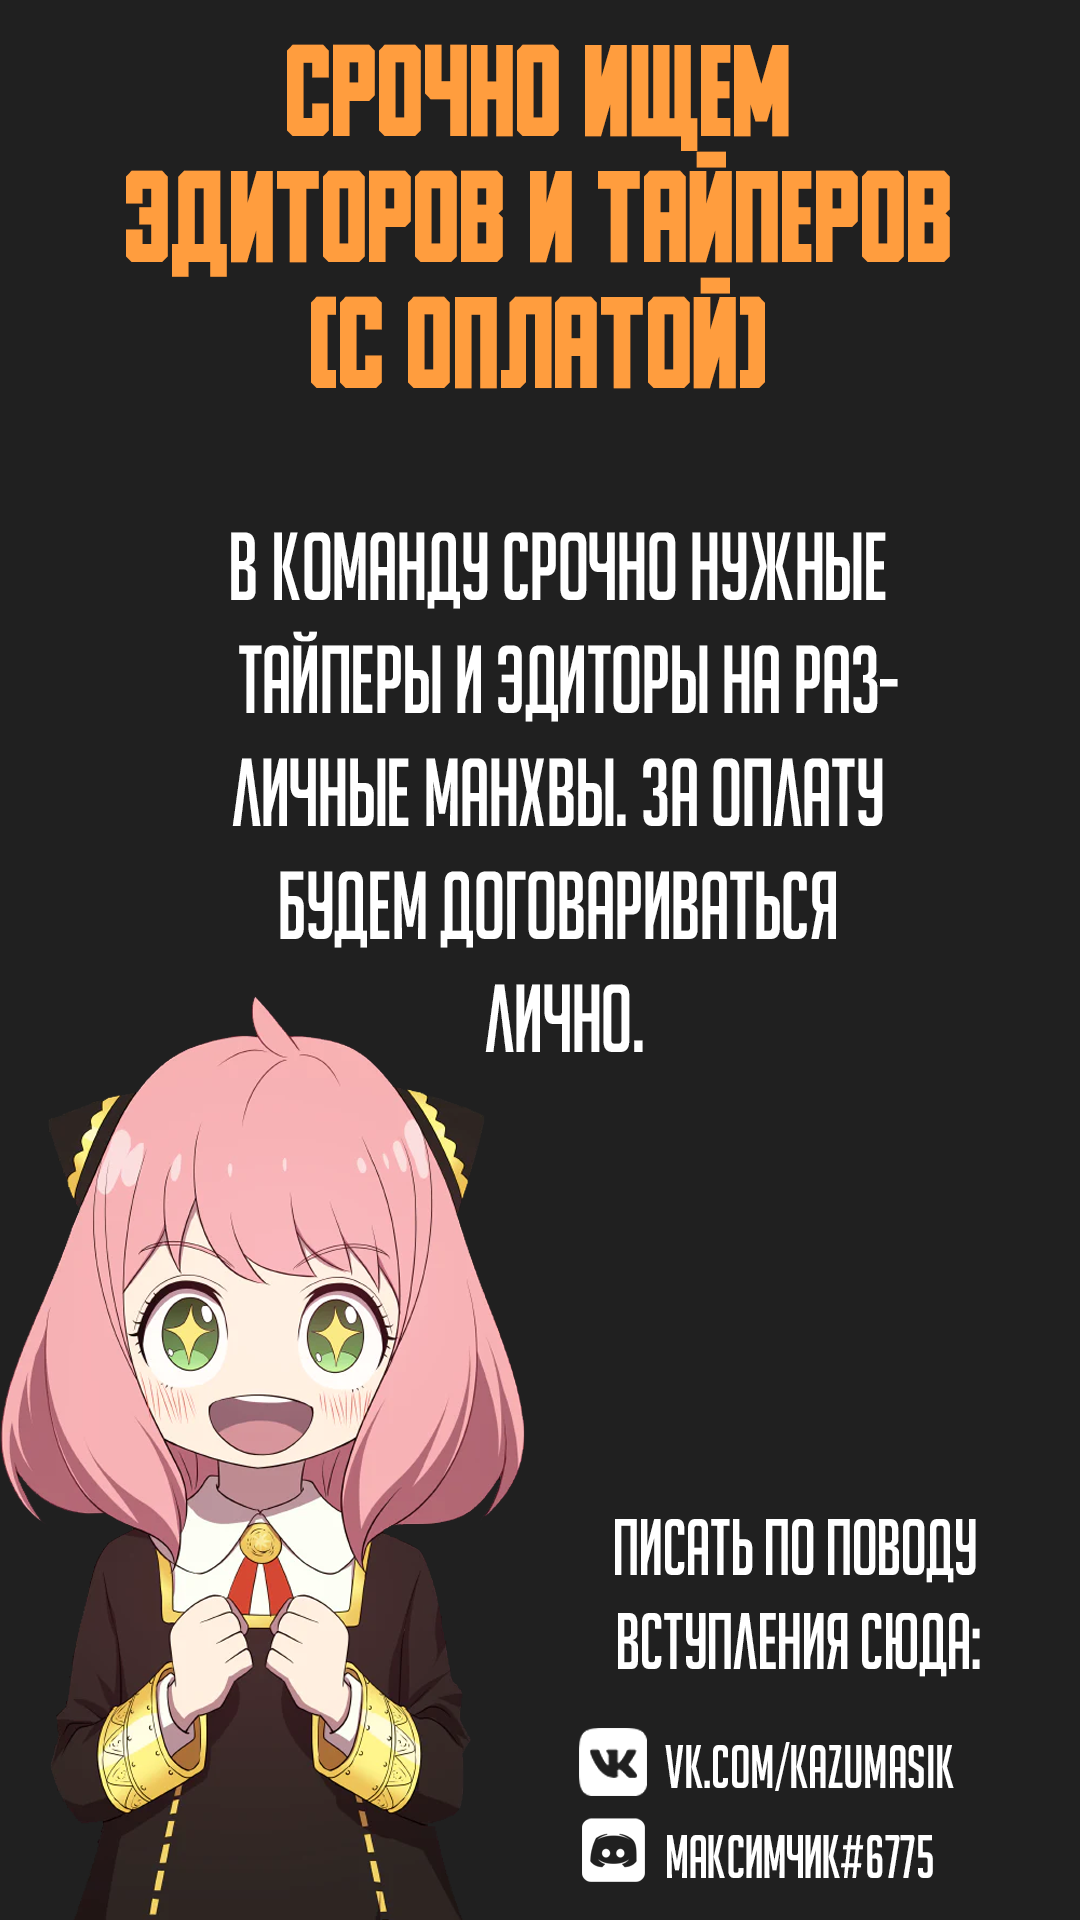 СРОЧНО ИЩЕМ
ЭДИТОРОВ И ТАЙПЕРОВ
(С ОПЛАТОЙ)
В КОМАНДУ СРОЧНО НУЖНЫЕ
ТАЙПЕРЫ И ЭДИТОРЫ НА РАЗ-
ЛИЧНЫЕ МАНХВЫ. ЗА ОПЛАТУ
БУДЕМ ДОГОВАРИВАТЬСЯ
ЛИЧНО.
ПИСАТЬ ПО ПОВОДУ
ВСТУПЛЕНИЯ СЮДА:
VK.COM/KAZUMASIK
МАКСИМЧИК#6775